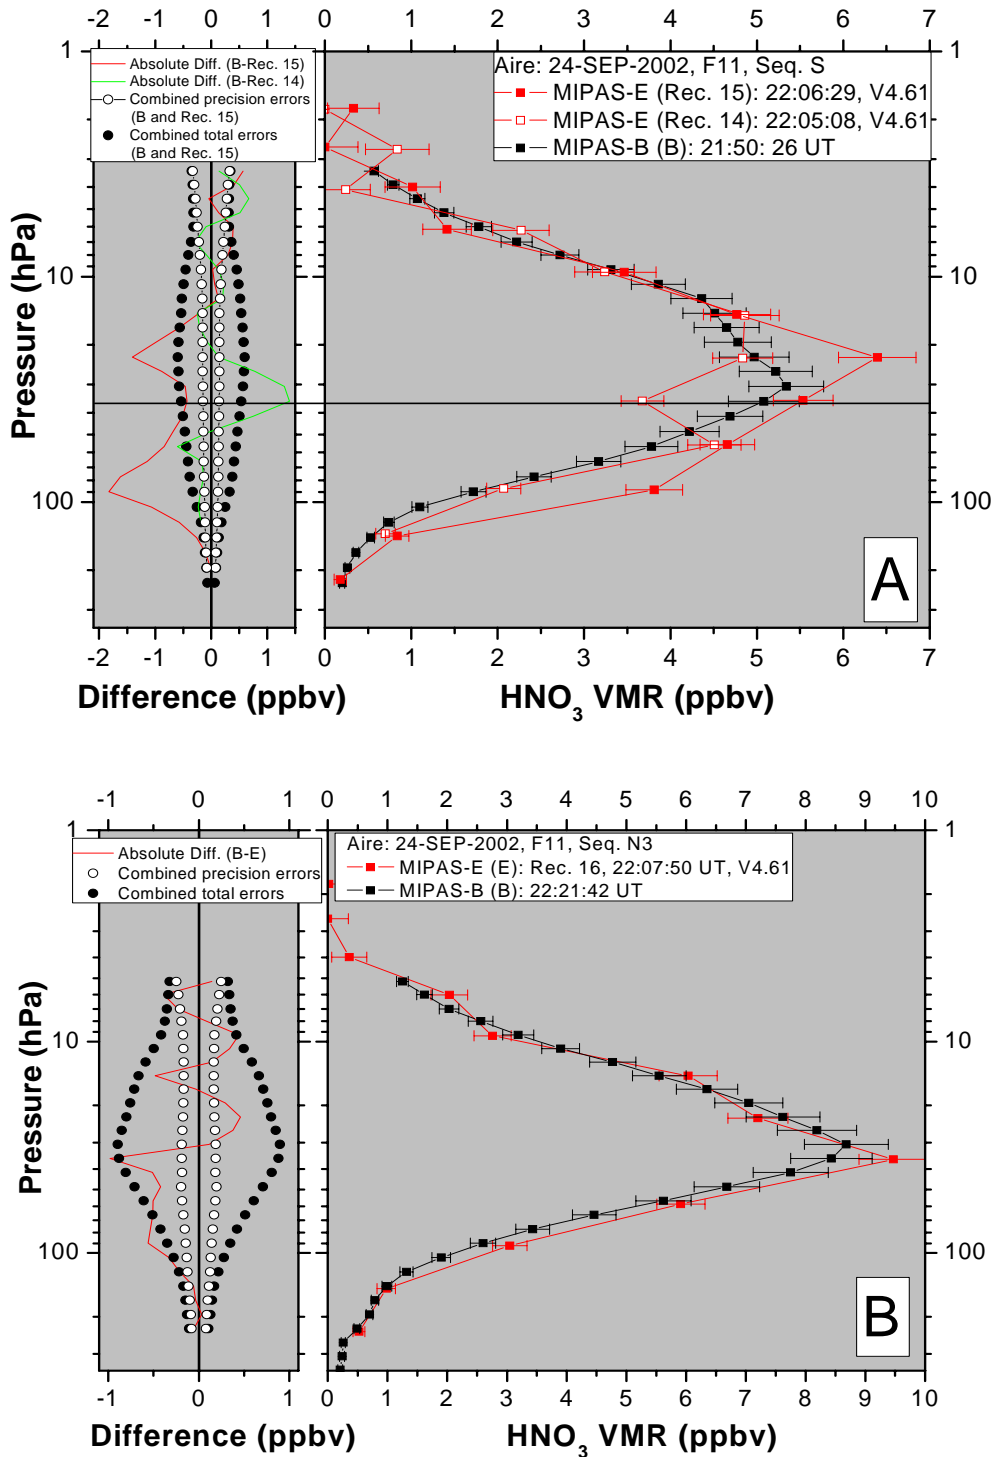 -2 -1 0 1
0 1 2 3 4 5 6 7
1
10
100
Pressure (hPa)
Absolute Diff. (B-Rec. 15)
Absolute Diff. (B-Rec. 14)
Combined precision errors
(B and Rec. 15)
Combined total errors
(B and Rec. 15)
Aire: 24-SEP-2002, F11, Seq. S
MIPAS-E (Rec. 15): 22:06:29, V4.61
MIPAS-E (Rec. 14): 22:05:08, V4.61
MIPAS-B (B): 21:50: 26 UT
1
10
100
A
-2 -1 0 1
0 1 2 3 4 5 6 7
Difference (ppbv)
HNO3 VMR (ppbv)
-1 0 1
0 1 2 3 4 5 6 7 8 9 10
1
10
100
Pressure (hPa)
Absolute Diff. (B-E)
Combined precision errors
Combined total errors
Aire: 24-SEP-2002, F11, Seq. N3
MIPAS-E (E): Rec. 16, 22:07:50 UT, V4.61
MIPAS-B (B): 22:21:42 UT
1
10
100
B
-1 0 1
0 1 2 3 4 5 6 7 8 9 10
Difference (ppbv)
HNO3 VMR (ppbv)